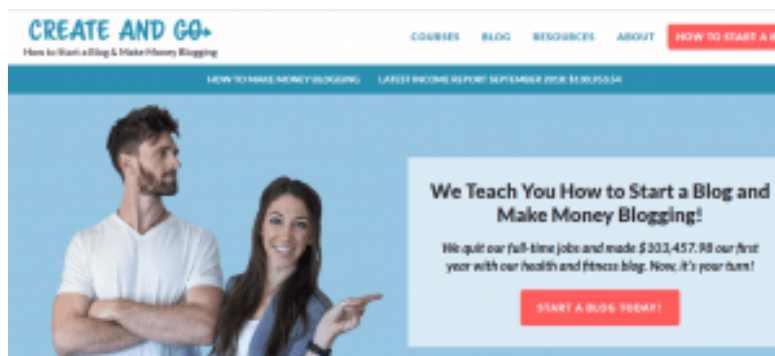 CREATE AND GO
How to Start a Blog & Make Money Blogging
COURSES BLOG RESOURCES ABOUT HOW TO START A B
HOW TO MAKE MONEY BLOGGING LATEST INCOME REPORT SEPTEMBER 2018:
We Teach You How to Start a Blog and
Make Money Blogging!
We quit our full-time jobs and made $103,457.98 our first
year with our health and fitness blog. Now, it's your turn!
START A BLOG TODAY!